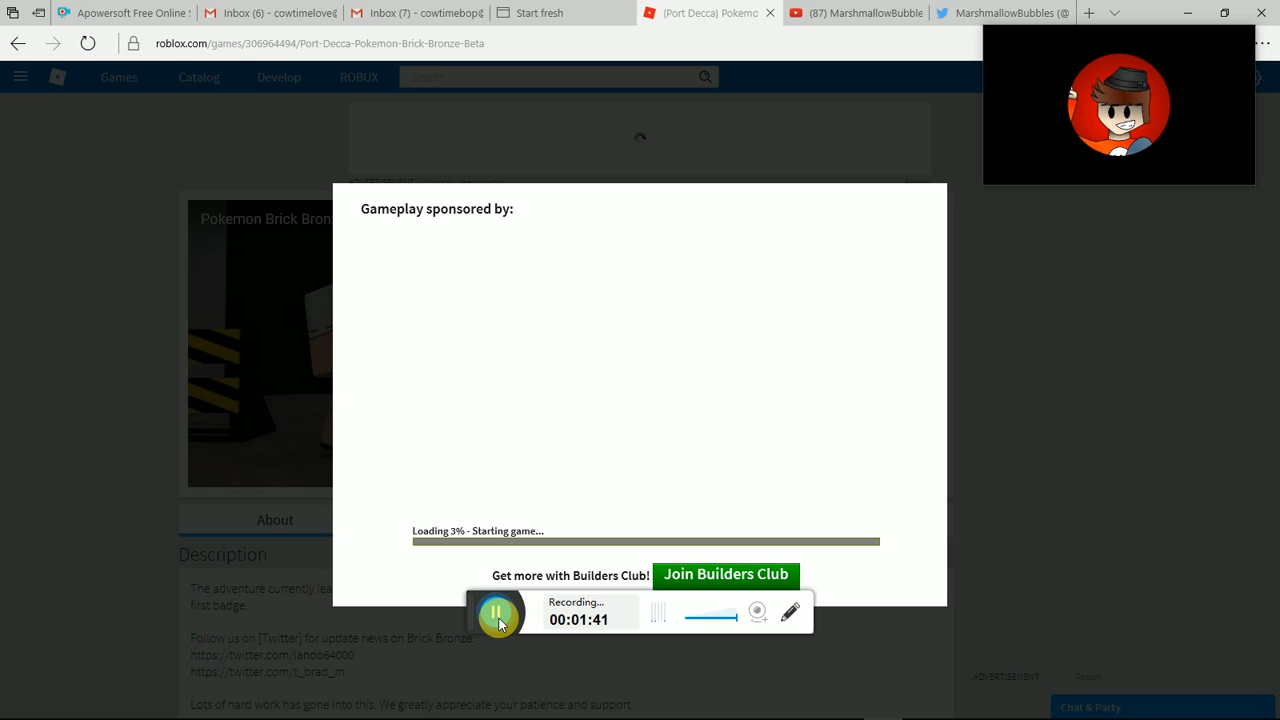 Apowersoft Free Online S
Inbox (6) - cowtimelove@
Inbox (7) - cowtimebop@
Start fresh
{Port Decca} Pokemo
(87) MarshmallowBubble
MarshmallowBubbles (@
roblox.com/games/306964494/Port-Decca-Pokemon-Brick-Bronze-Beta
Games
Catalog
Develop
ROBUX
Search
Pokemon Brick Bron
Gameplay sponsored by:
Loading 3% - Starting game...
Get more with Builders Club!
Join Builders Club
Recording...
00:01:41
About
Description
The adventure currently lea
first badge.
Follow us on [Twitter] for update news on Brick Bronze:
https://twitter.com/lando64000
https://twitter.com/t_brad_m
Lots of hard work has gone into this. We greatly appreciate your patience and support.
ADVERTISEMENT
Report
Chat & Party